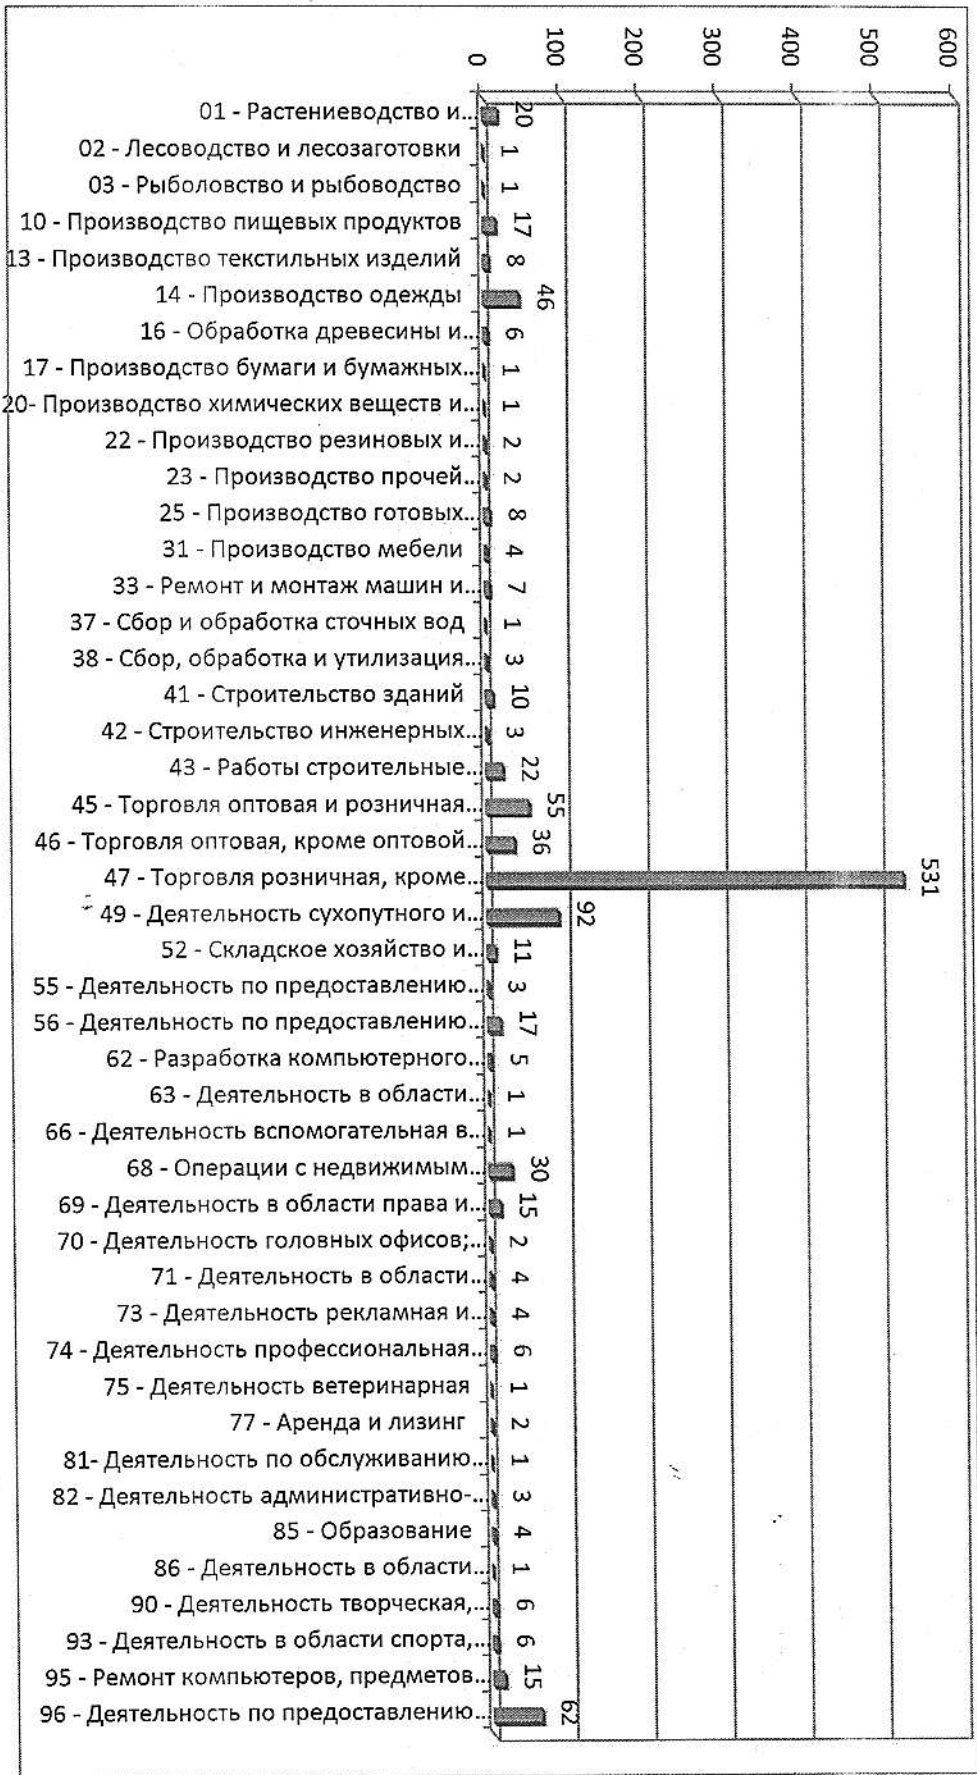 600
500
400
300
200
100
0
01 - Растениеводство и... 20
02 - Лесоводство и лесозаготовки 1
03 - Рыболовство и рыбоводство 1
10 - Производство пищевых продуктов 17
13 - Производство текстильных изделий 8
14 - Производство одежды 46
16 - Обработка древесины и... 6
17 - Производство бумаги и бумажных... 1
20- Производство химических веществ и... 1
22 - Производство резиновых и... 2
23 - Производство прочей... 2
25 - Производство готовых... 8
31 - Производство мебели 4
33 - Ремонт и монтаж машин и... 7
37 - Сбор и обработка сточных вод 1
38 - Сбор, обработка и утилизация... 3
41 - Строительство зданий 10
42 - Строительство инженерных... 3
43 - Работы строительные... 22
45 - Торговля оптовая и розничная... 55
46 - Торговля оптовая, кроме оптовой... 36
47 - Торговля розничная, кроме... 531
49 - Деятельность сухопутного и... 92
52 - Складское хозяйство и... 11
55 - Деятельность по предоставлению... 3
56 - Деятельность по предоставлению... 17
62 - Разработка компьютерного... 5
63 - Деятельность в области... 1
66 - Деятельность вспомогательная в... 1
68 - Операции с недвижимым... 30
69 - Деятельность в области права и... 15
70 - Деятельность головных офисов;... 2
71 - Деятельность в области... 4
73 - Деятельность рекламная и... 4
74 - Деятельность профессиональная... 6
75 - Деятельность ветеринарная 1
77 - Аренда и лизинг 2
81- Деятельность по обслуживанию... 1
82 - Деятельность административно-... 3
85 - Образование 4
86 - Деятельность в области... 1
90 - Деятельность творческая,... 6
93 - Деятельность в области спорта,... 6
95 - Ремонт компьютеров, предметов... 15
96 - Деятельность по предоставлению... 62